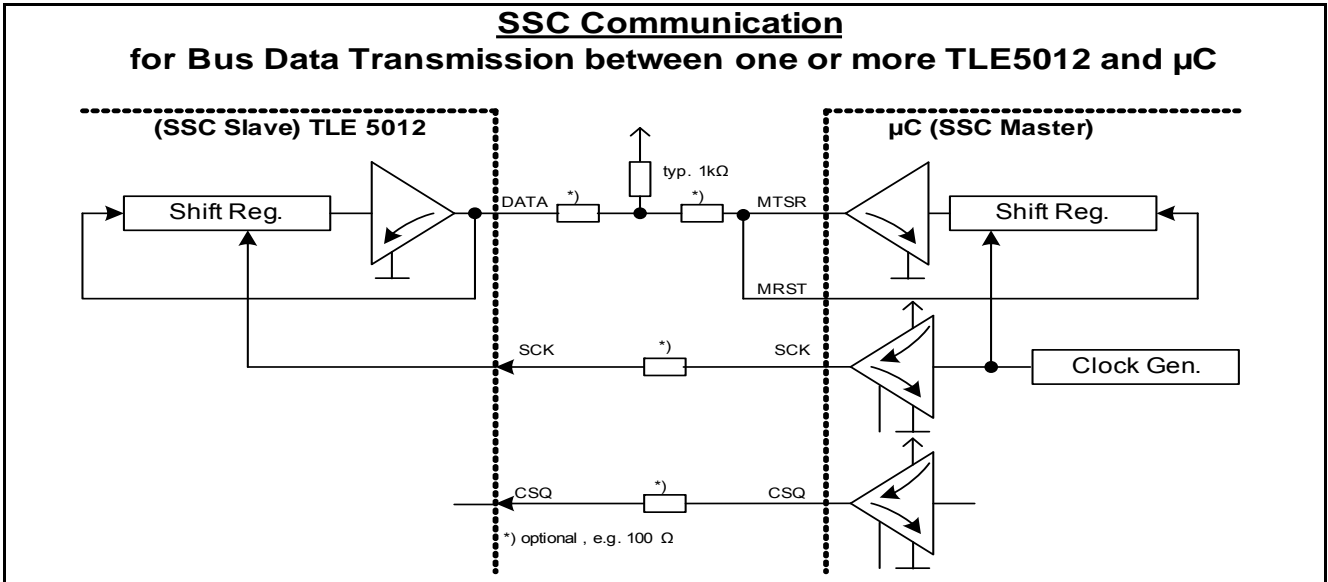 SSC Communication
for Bus Data Transmission between one or more TLE5012 and µC
(SSC Slave) TLE 5012
µC (SSC Master)
typ. 1kΩ
Shift Reg.
DATA
*)
*)
MTSR
Shift Reg.
MRST
SCK
*)
SCK
Clock Gen.
CSQ
*)
CSQ
*) optional , e.g. 100 Ω